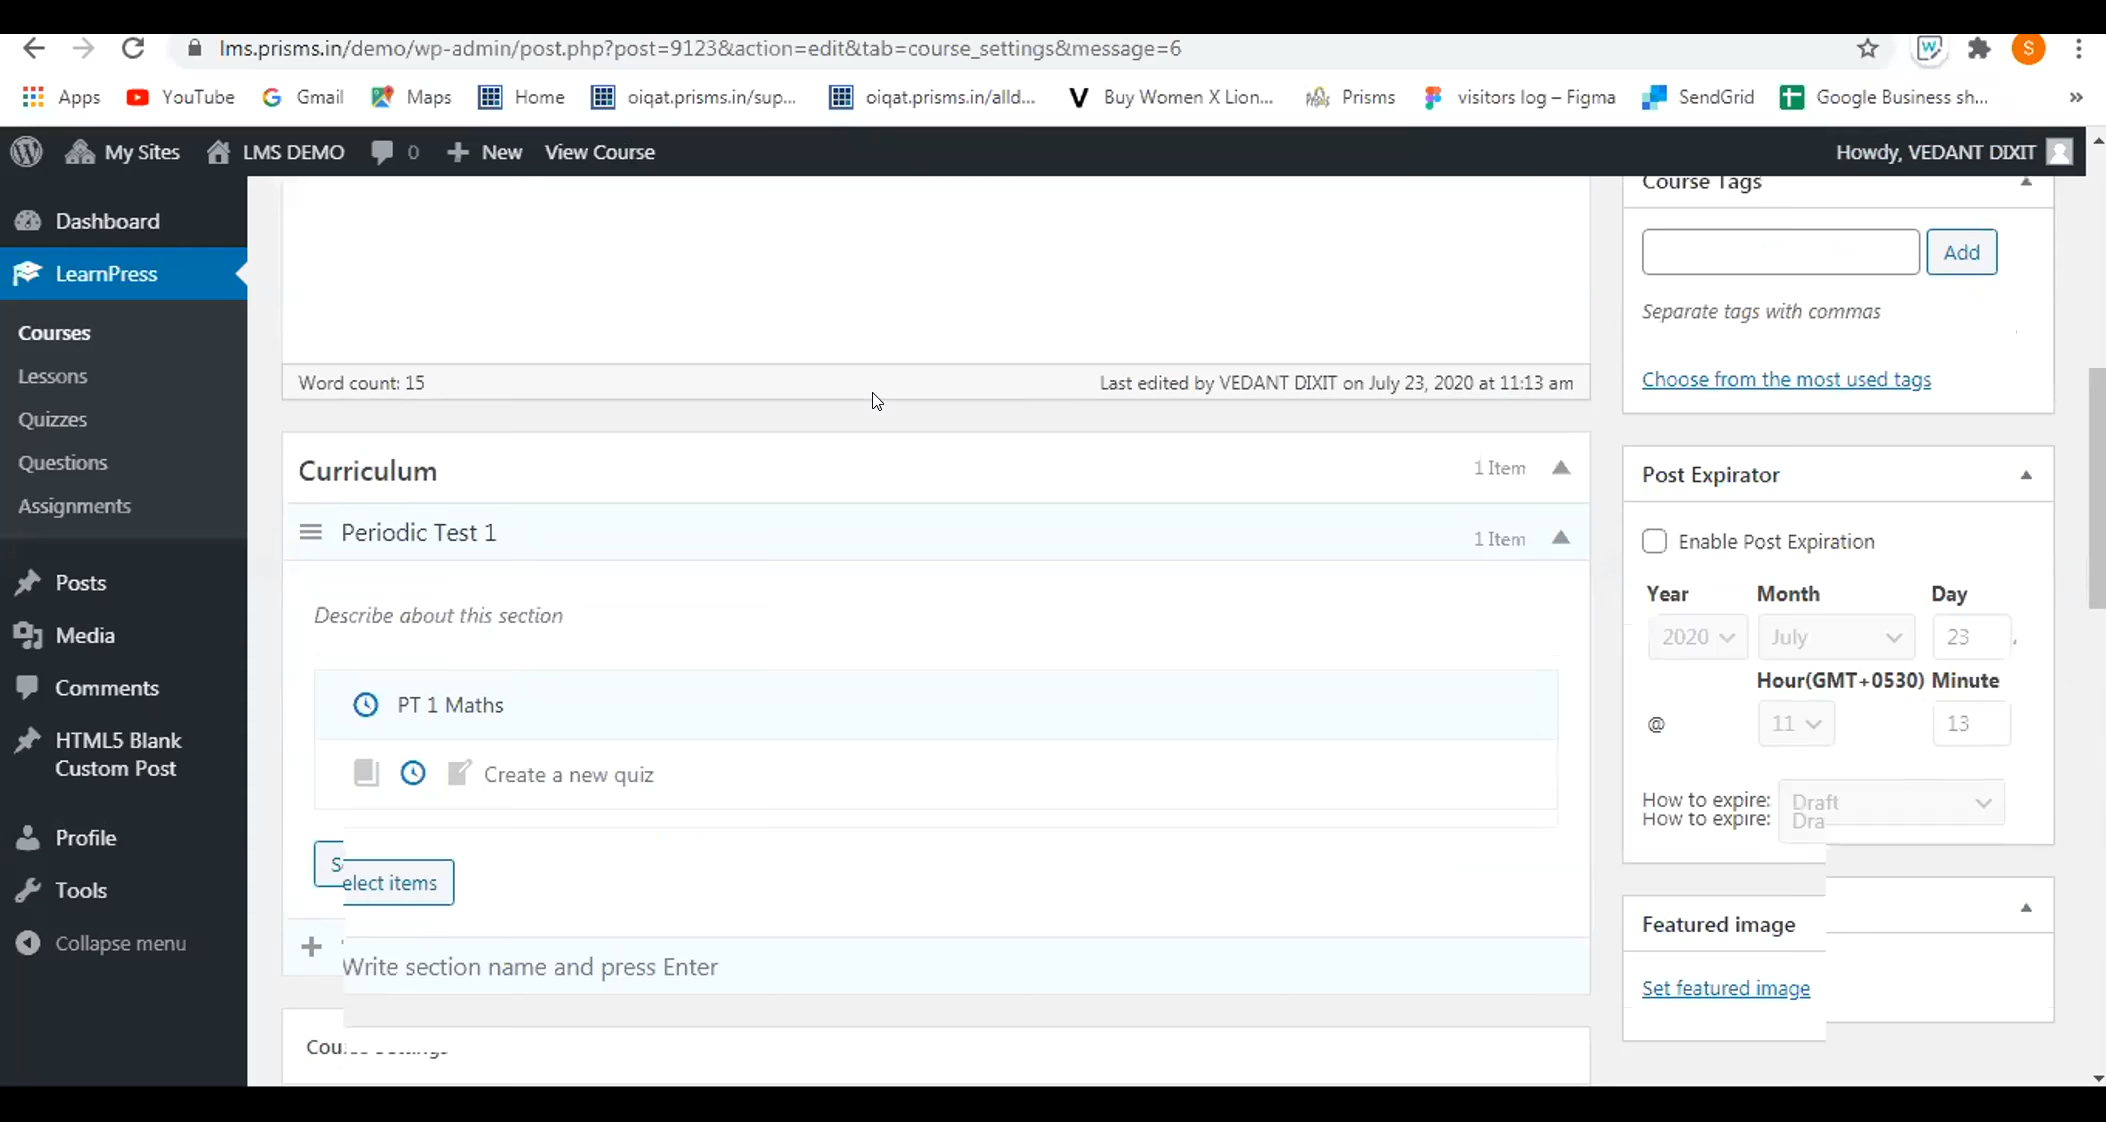 lms.prisms.in/demo/wp-admin/post.php?post=9123&action=edit&tab=course_settings&message=6
S
Apps YouTube Gmail Maps Home oiqat.prisms.in/sup... oiqat.prisms.in/alld... Buy Women X Lion... Prisms visitors log – Figma SendGrid Google Business sh... »
My Sites LMS DEMO 0 New View Course Howdy, VEDANT DIXIT
Dashboard
LearnPress
Courses
Lessons
Quizzes
Questions
Assignments
Posts
Media
Comments
HTML5 Blank
Custom Post
Profile
Tools
Collapse menu
Word count: 15 Last edited by VEDANT DIXIT on July 23, 2020 at 11:13 am
Curriculum 1 Item
Periodic Test 1 1 Item
Describe about this section
PT 1 Maths
Create a new quiz
Select items
Write section name and press Enter
Course Tags
Add
Separate tags with commas
Choose from the most used tags
Post Expirator
Enable Post Expiration
Year Month Day
2020 July 23 ,
Hour(GMT+0530) Minute
@ 11 13
How to expire: Draft
How to expire: Dra
Featured image
Set featured image